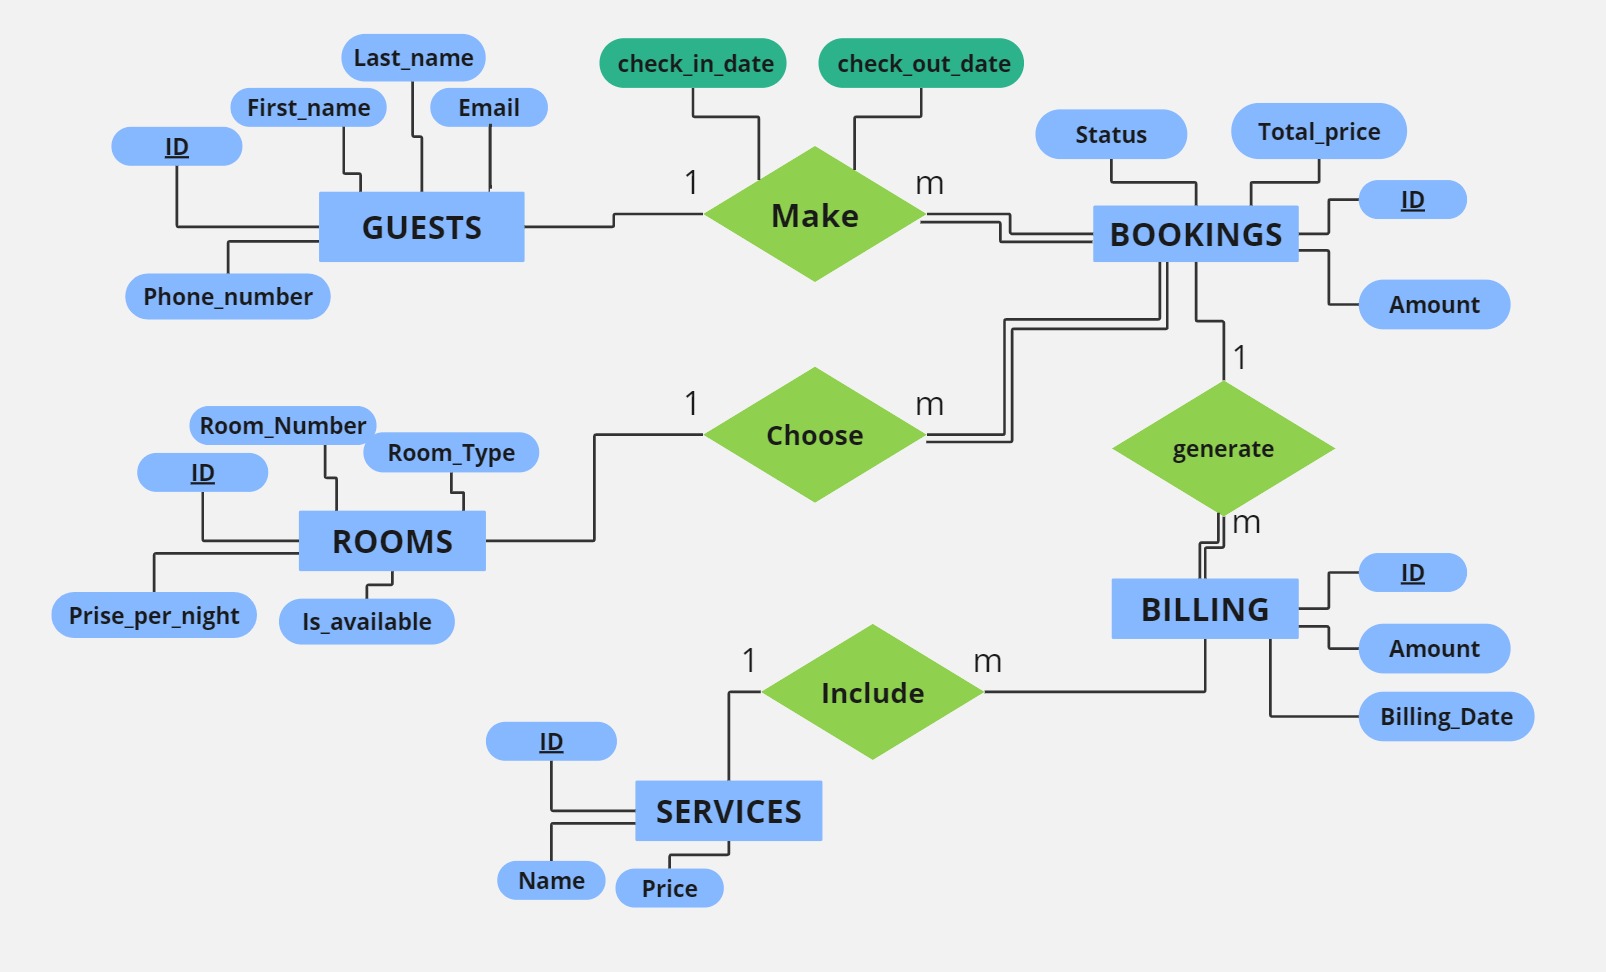 Last_name
check_in_date
check_out_date
First_name
Email
ID
Status
Total_price
ID
1
m
GUESTS
Make
BOOKINGS
Phone_number
Amount
1
Room_Number
Room_Type
ID
1
m
Choose
generate
m
ROOMS
Prise_per_night
Is_available
BILLING
ID
Amount
Billing_Date
1
m
Include
ID
SERVICES
Name
Price